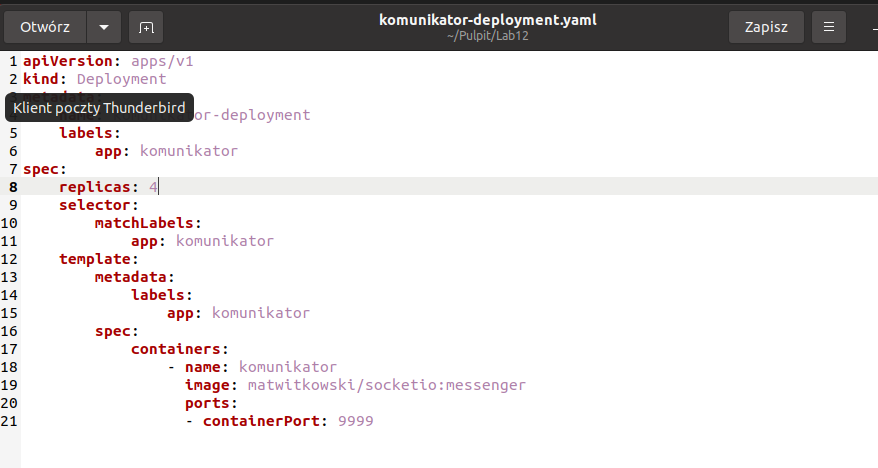 Otwórz
komunikator-deployment.yaml
~/Pulpit/Lab12
Zapisz
1 apiVersion: apps/v1
2 kind: Deployment
Klient poczty Thunderbird
or-deployment
5 labels:
6 app: komunikator
7 spec:
8 replicas: 4
9 selector:
10 matchLabels:
11 app: komunikator
12 template:
13 metadata:
14 labels:
15 app: komunikator
16 spec:
17 containers:
18 - name: komunikator
19 image: matwitkowski/socketio:messenger
20 ports:
21 - containerPort: 9999